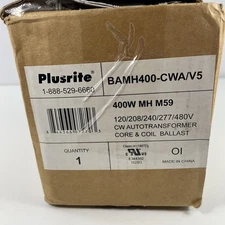 Plusrite
1-888-529-6660
BAMH400-CWA/V5
400W MH M59
120/208/240/277/480V
CW AUTOTRANSFORMER
CORE & COIL BALLAST
QUANTITY
1
OI
MADE IN CHINA